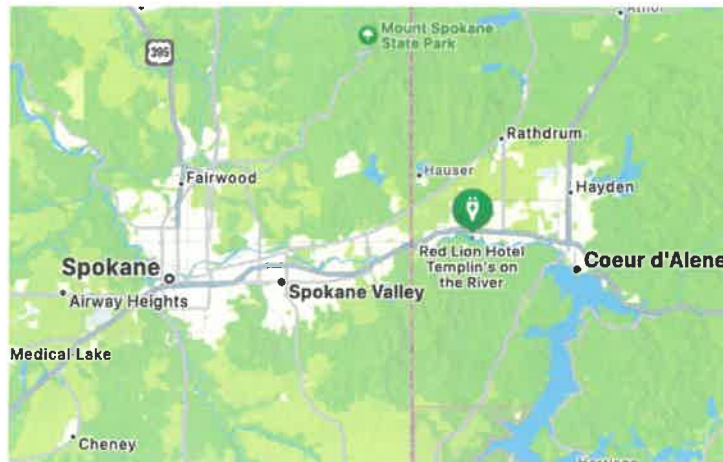 Mount Spokane
State Park
395
Rathdrum
Fairwood
Hauser
Hayden
Red Lion Hotel
Templin's on
the River
Spokane
Coeur d'Alene
Spokane Valley
Airway Heights
Medical Lake
Cheney